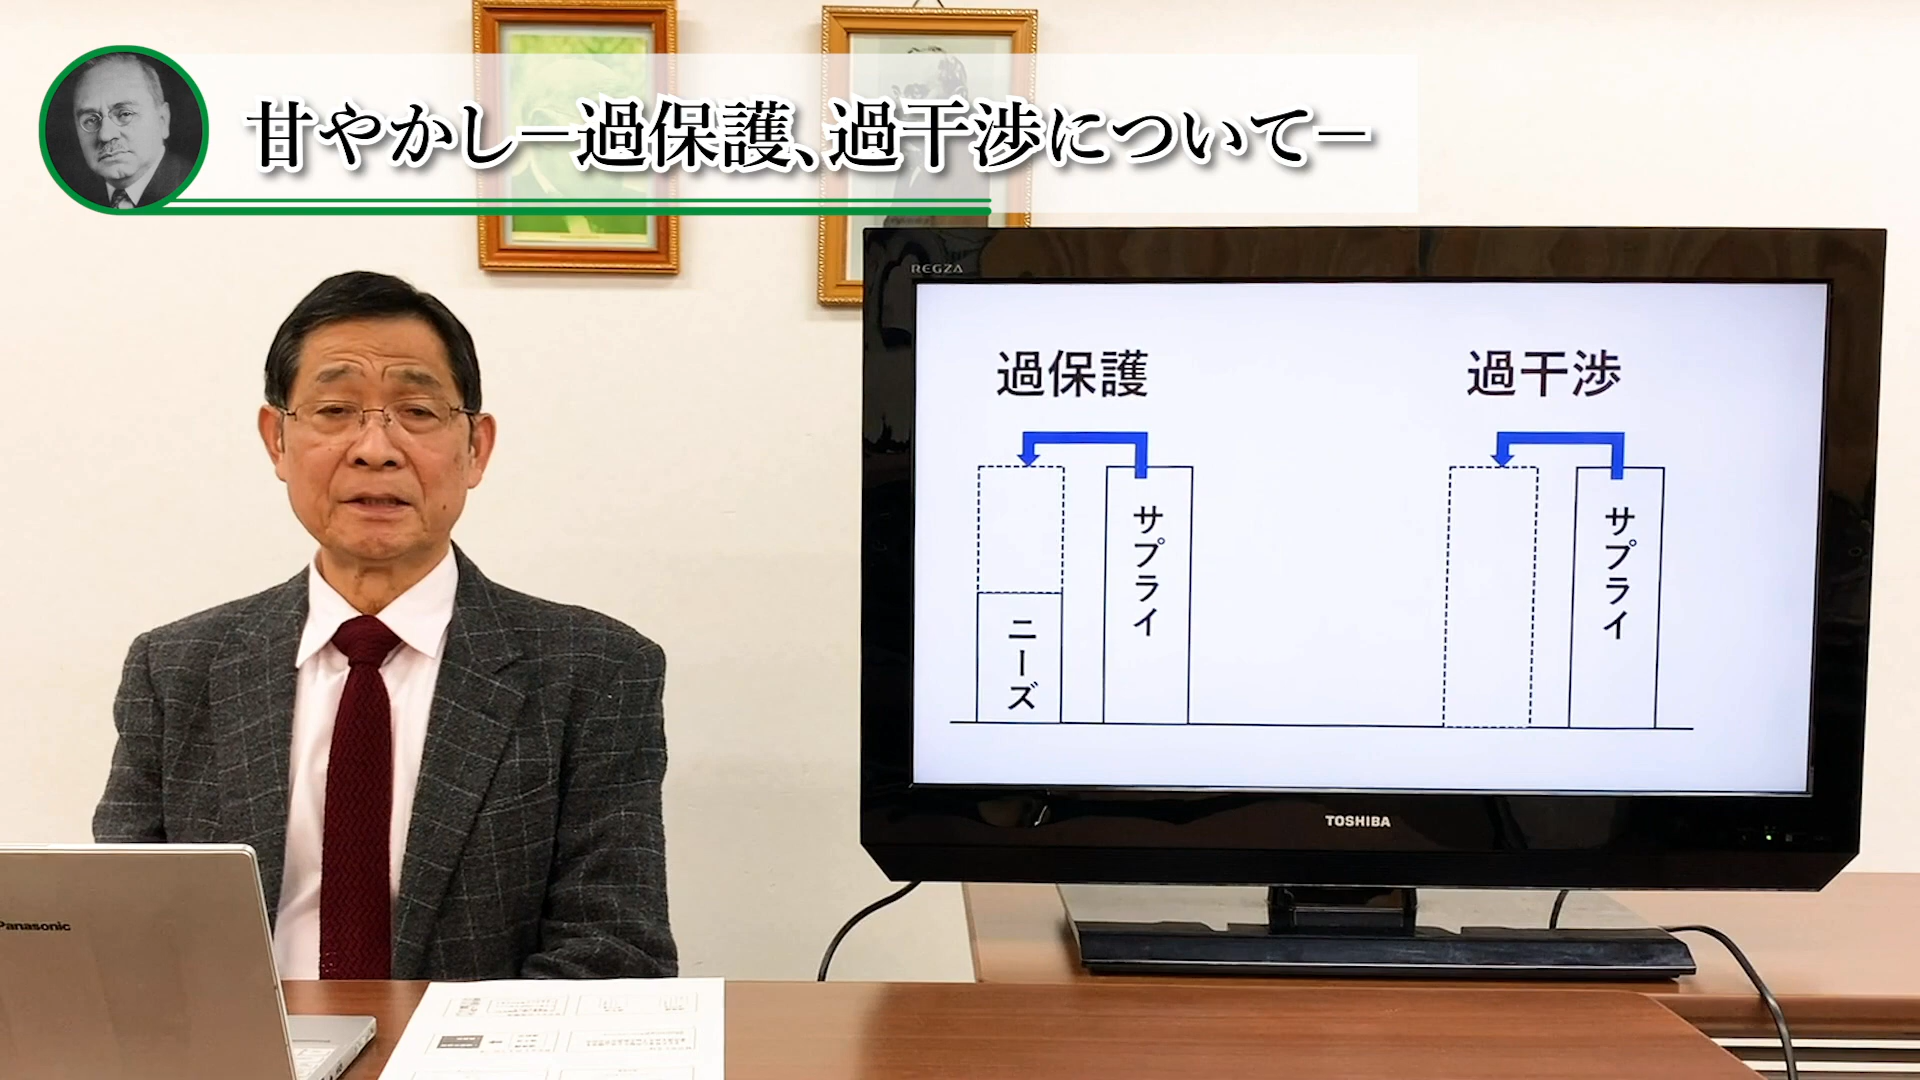 甘やかし－過保護、過干渉について－
REGZA
過保護
過干渉
サプライ
ニーズ
サプライ
TOSHIBA
Panasonic